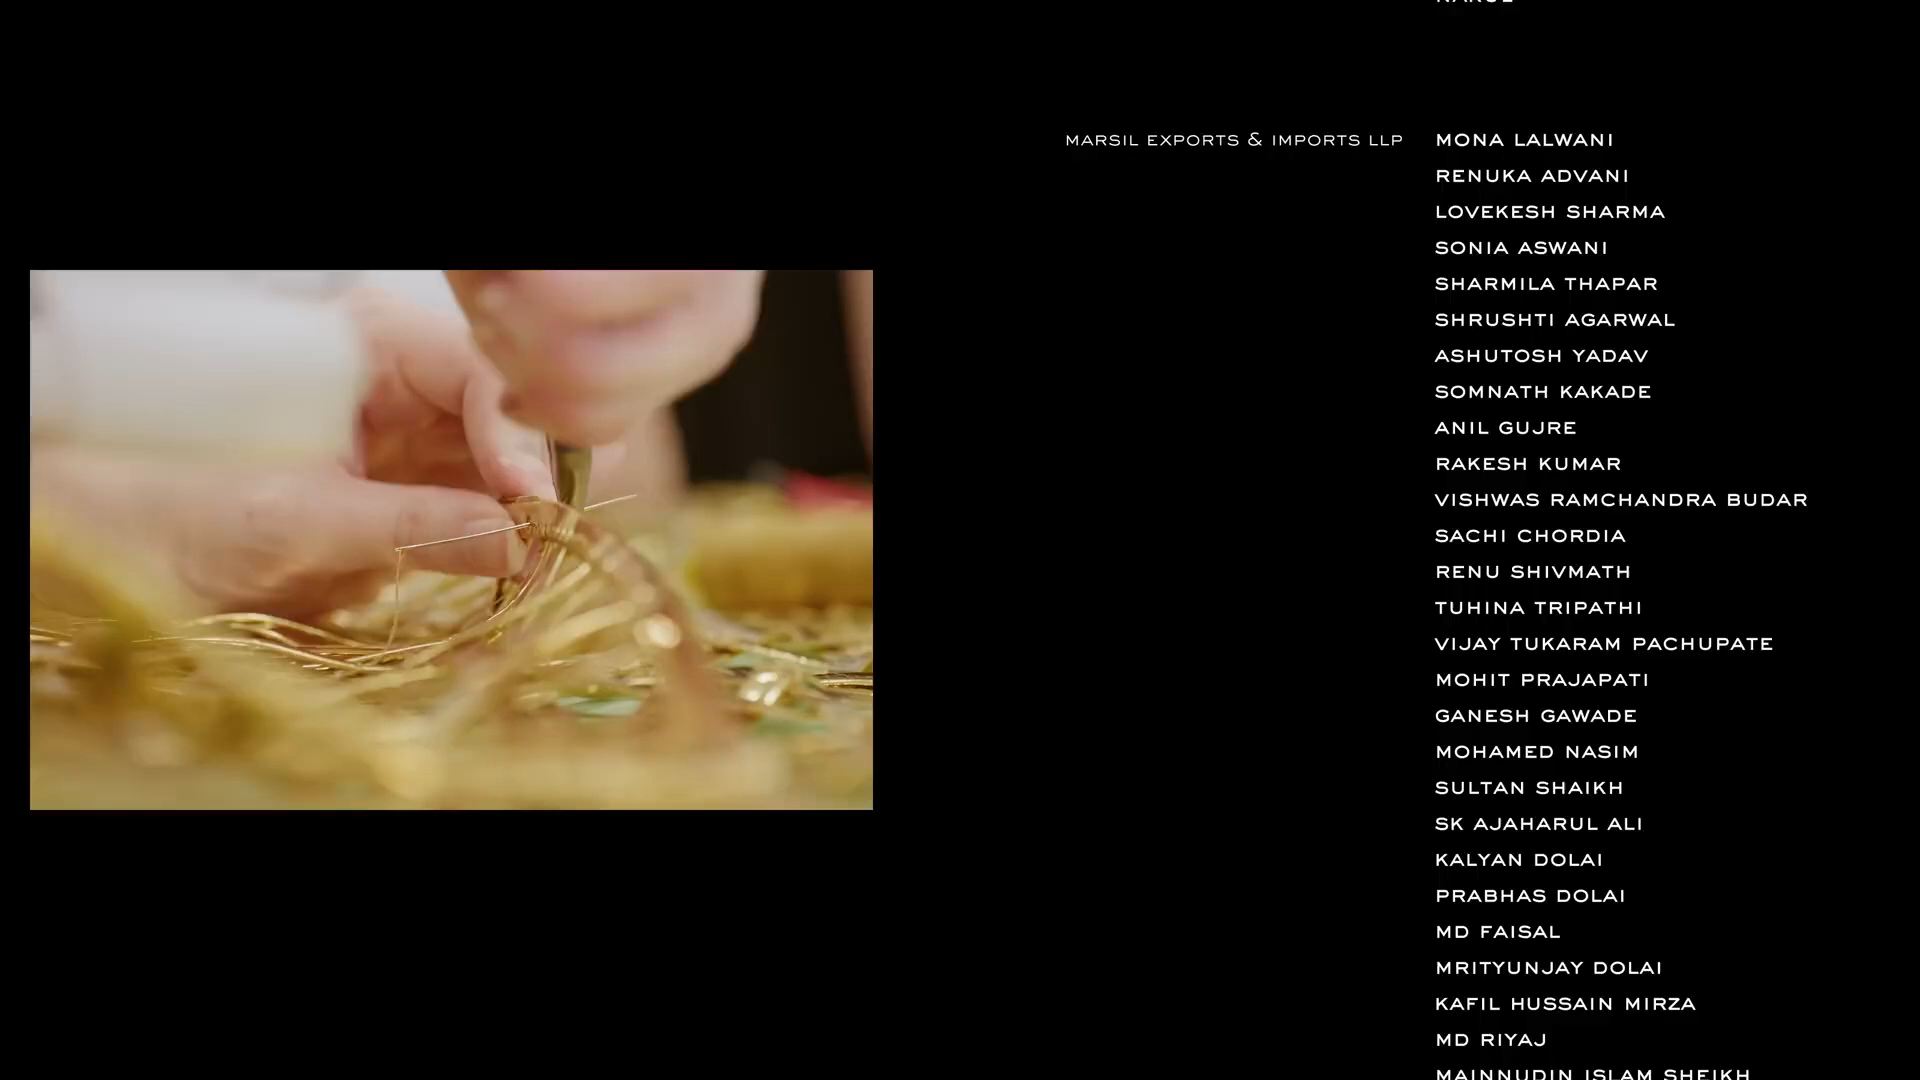 MARSIL EXPORTS & IMPORTS LLP MONA LALWANI
RENUKA ADVANI
LOVEKESH SHARMA
SONIA ASWANI
SHARMILA THAPAR
SHRUSHTI AGARWAL
ASHUTOSH YADAV
SOMNATH KAKADE
ANIL GUJRE
RAKESH KUMAR
VISHWAS RAMCHANDRA BUDAR
SACHI CHORDIA
RENU SHIVMATH
TUHINA TRIPATHI
VIJAY TUKARAM PACHUPATE
MOHIT PRAJAPATI
GANESH GAWADE
MOHAMED NASIM
SULTAN SHAIKH
SK AJAHARUL ALI
KALYAN DOLAI
PRABHAS DOLAI
MD FAISAL
MRITYUNJAY DOLAI
KAFIL HUSSAIN MIRZA
MD RIYAJ
MAINNUDIN ISLAM SHEIKH